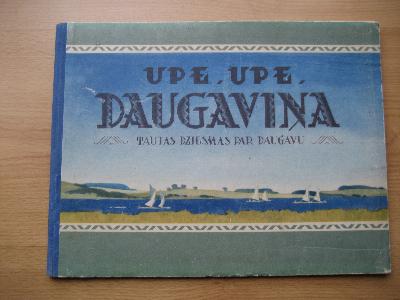 UPE, UPE,
DAUGAVIŅA
TAUTAS DZIESMAS PAR DAUGAVU